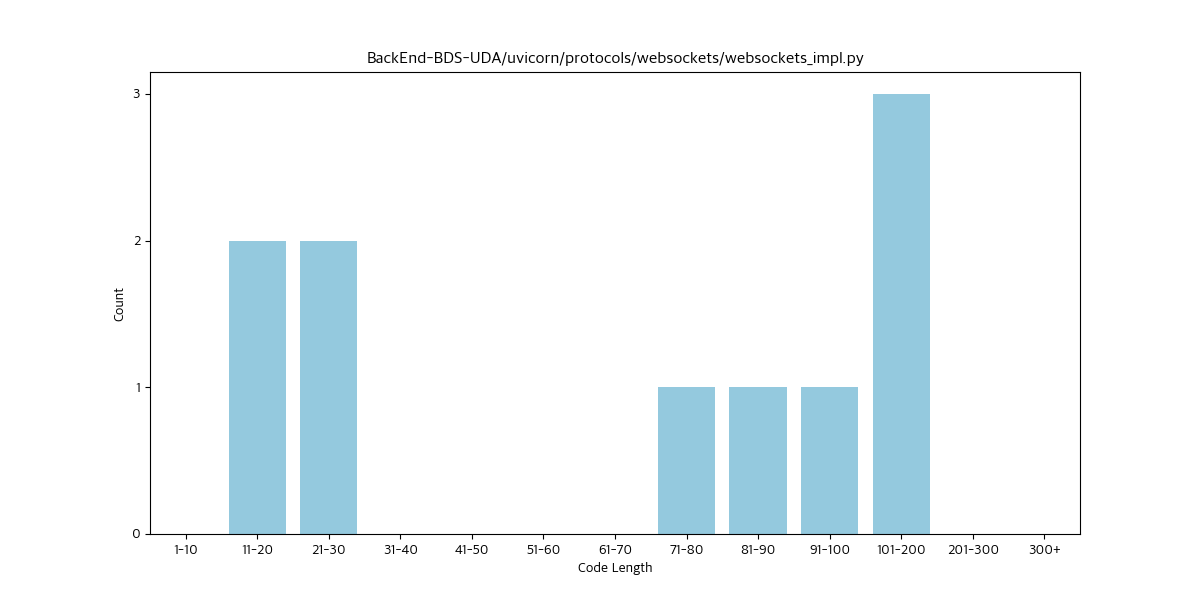 BackEnd-BDS-UDA/uvicorn/protocols/websockets/websockets_impl.py
Count
3
2
1
0
1-10 11-20 21-30 31-40 41-50 51-60 61-70 71-80 81-90 91-100 101-200 201-300 300+
Code Length